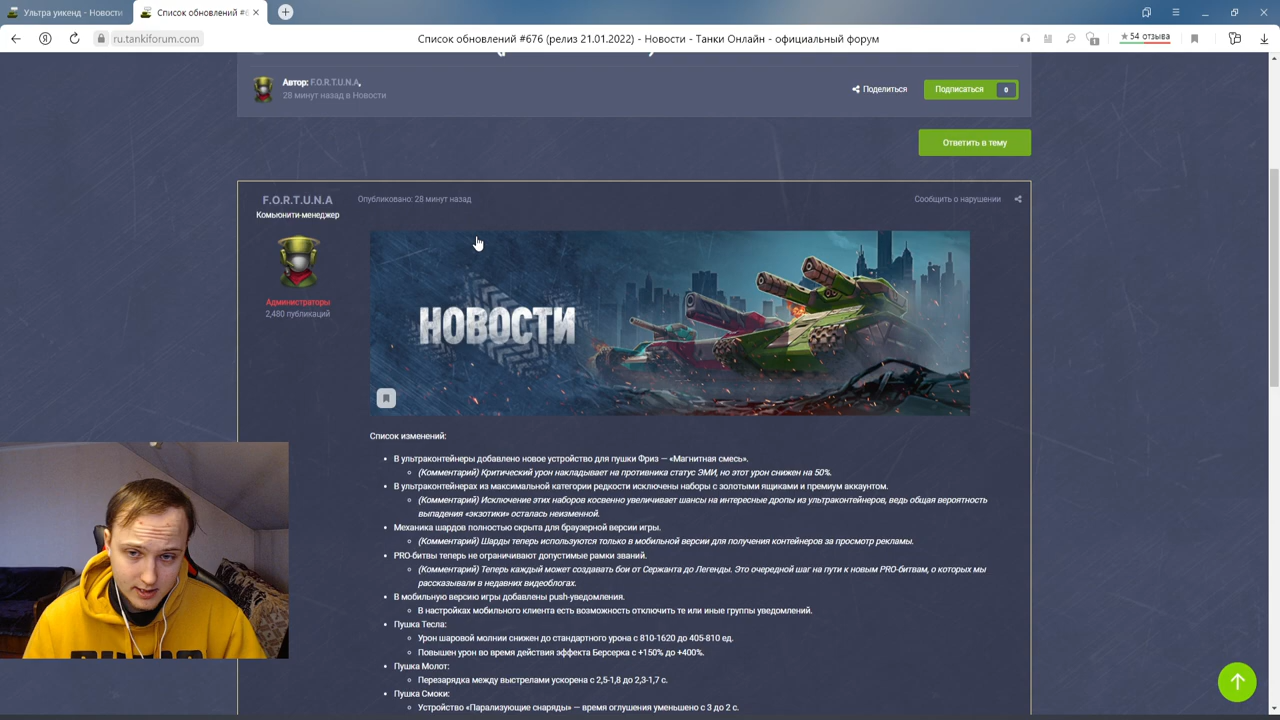 Ультра уикенд - Новости
Список обновлений #6
ru.tankiforum.com
Список обновлений #676 (релиз 21.01.2022) - Новости - Танки Онлайн - официальный форум
★ 54 отзыва
Автор: F.O.R.T.U.N.A,
28 минут назад в Новости
Поделиться
Подписаться
0
Ответить в тему
F.O.R.T.U.N.A
Комьюнити-менеджер
Администраторы
2,480 публикаций
Опубликовано: 28 минут назад
Сообщить о нарушении
НОВОСТИ
Список изменений:
В ультраконтейнеры добавлено новое устройство для пушки Фриз — «Магнитная смесь».
(Комментарий) Критический урон накладывает на противника статус ЭМИ, но этот урон снижен на 50%.
В ультраконтейнерах из максимальной категории редкости исключены наборы с золотыми ящиками и премиум аккаунтом.
(Комментарий) Исключение этих наборов косвенно увеличивает шансы на интересные дропы из ультраконтейнеров, ведь общая вероятность
выпадения «экзотики» осталась неизменной.
Механика шардов полностью скрыта для браузерной версии игры.
(Комментарий) Шарды теперь используются только в мобильной версии для получения контейнеров за просмотр рекламы.
PRO-битвы теперь не ограничивают допустимые рамки званий.
(Комментарий) Теперь каждый может создавать бои от Сержанта до Легенды. Это очередной шаг на пути к новым PRO-битвам, о которых мы
рассказывали в недавних видеоблогах.
В мобильную версию игры добавлены push-уведомления.
В настройках мобильного клиента есть возможность отключить те или иные группы уведомлений.
Пушка Тесла:
Урон шаровой молнии снижен до стандартного урона с 810-1620 до 405-810 ед.
Повышен урон во время действия эффекта Берсерка с +150% до +400%.
Пушка Молот:
Перезарядка между выстрелами ускорена с 2,5-1,8 до 2,3-1,7 с.
Пушка Смоки:
Устройство «Парализующие снаряды» — время оглушения уменьшено с 3 до 2 с.